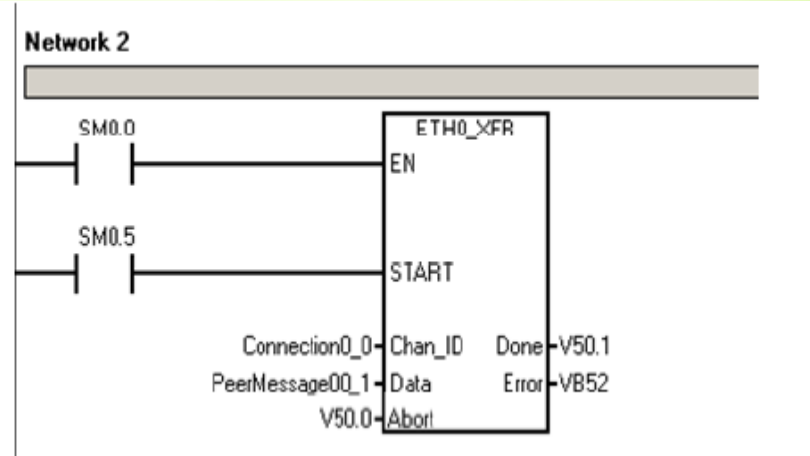 Network 2
SM0.0
ETH0_XFR
EN
SM0.5
START
Connection0_0 Chan_ID Done V50.1
PeerMessage00_1 Data Error VB52
V50.0 Abort